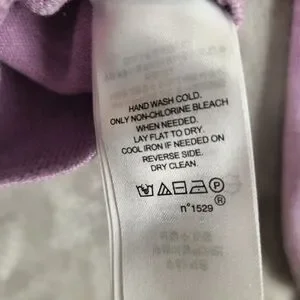 HAND WASH COLD.
ONLY NON-CHLORINE BLEACH
WHEN NEEDED.
LAY FLAT TO DRY.
COOL IRON IF NEEDED ON
REVERSE SIDE.
DRY CLEAN.
P
n°1529 ®